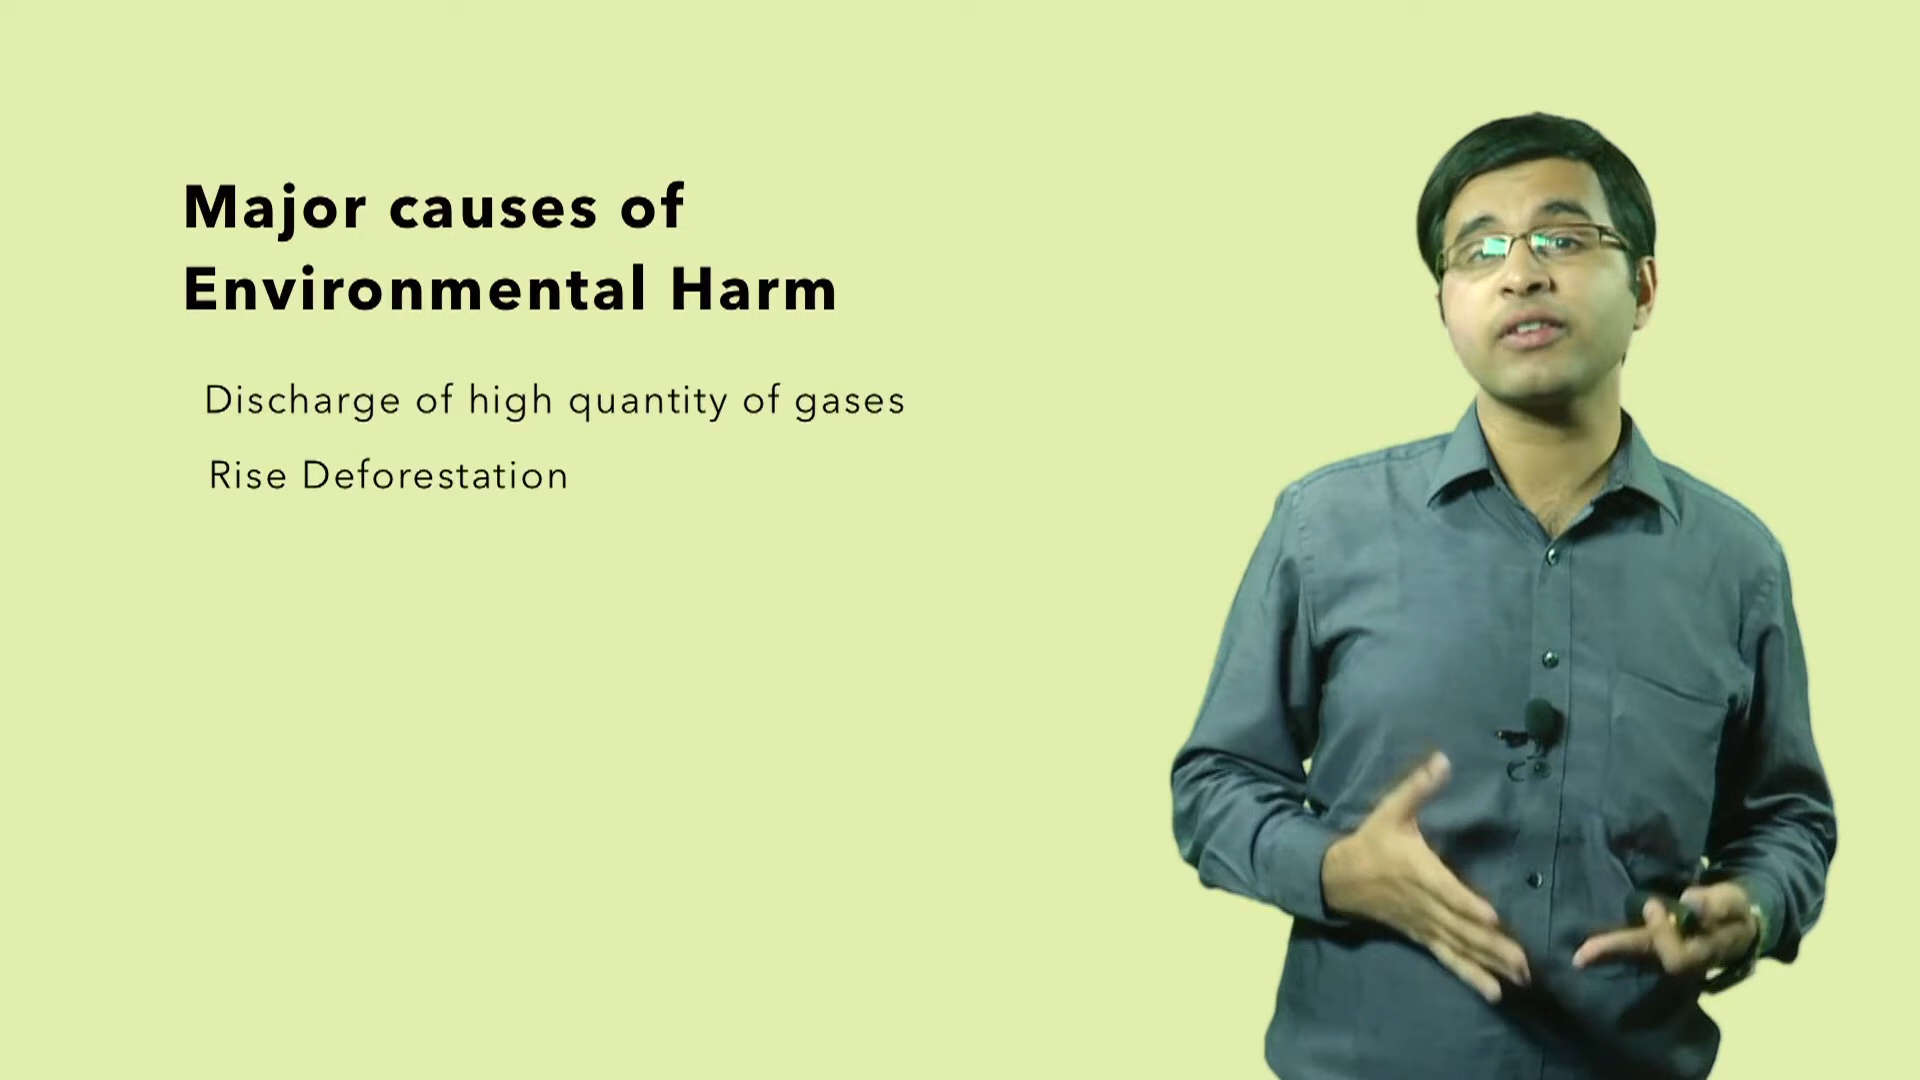 Major causes of
Environmental Harm
Discharge of high quantity of gases
Rise Deforestation